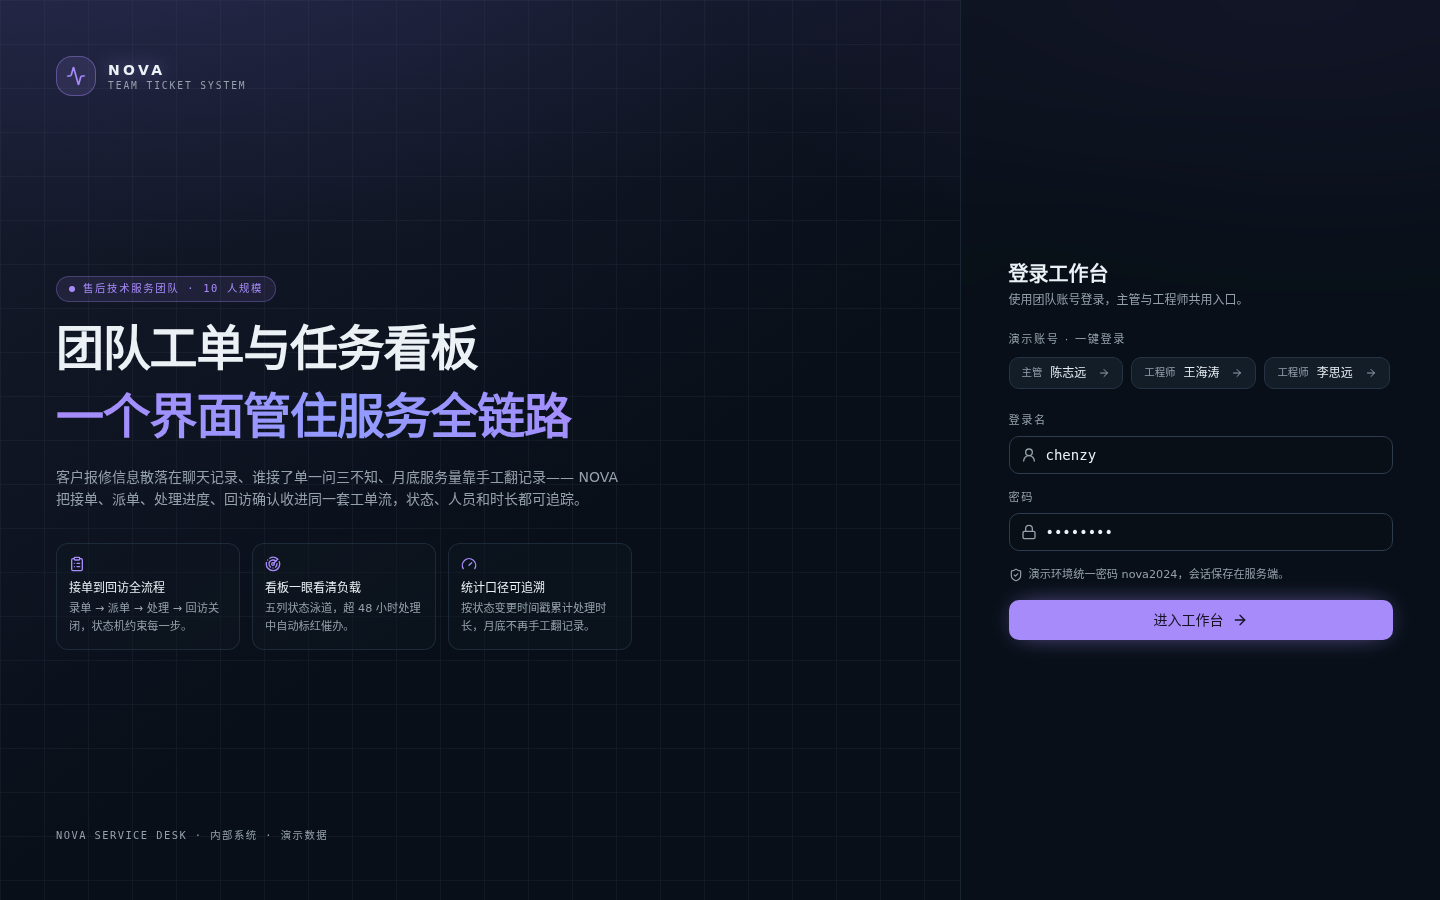 NOVA
TEAM TICKET SYSTEM
售后技术服务团队 · 10 人规模
团队工单与任务看板
一个界面管住服务全链路
客户报修信息散落在聊天记录、谁接了单一问三不知、月底服务量靠手工翻记录—— NOVA
把接单、派单、处理进度、回访确认收进同一套工单流，状态、人员和时长都可追踪。
接单到回访全流程
录单 → 派单 → 处理 → 回访关
闭，状态机约束每一步。
看板一眼看清负载
五列状态泳道，超 48 小时处理
中自动标红催办。
统计口径可追溯
按状态变更时间戳累计处理时
长，月底不再手工翻记录。
NOVA SERVICE DESK · 内部系统 · 演示数据
登录工作台
使用团队账号登录，主管与工程师共用入口。
演示账号 · 一键登录
主管 陈志远 →
工程师 王海涛 →
工程师 李思远 →
登录名
chenzy
密码
••••••••
演示环境统一密码 nova2024，会话保存在服务端。
进入工作台 →